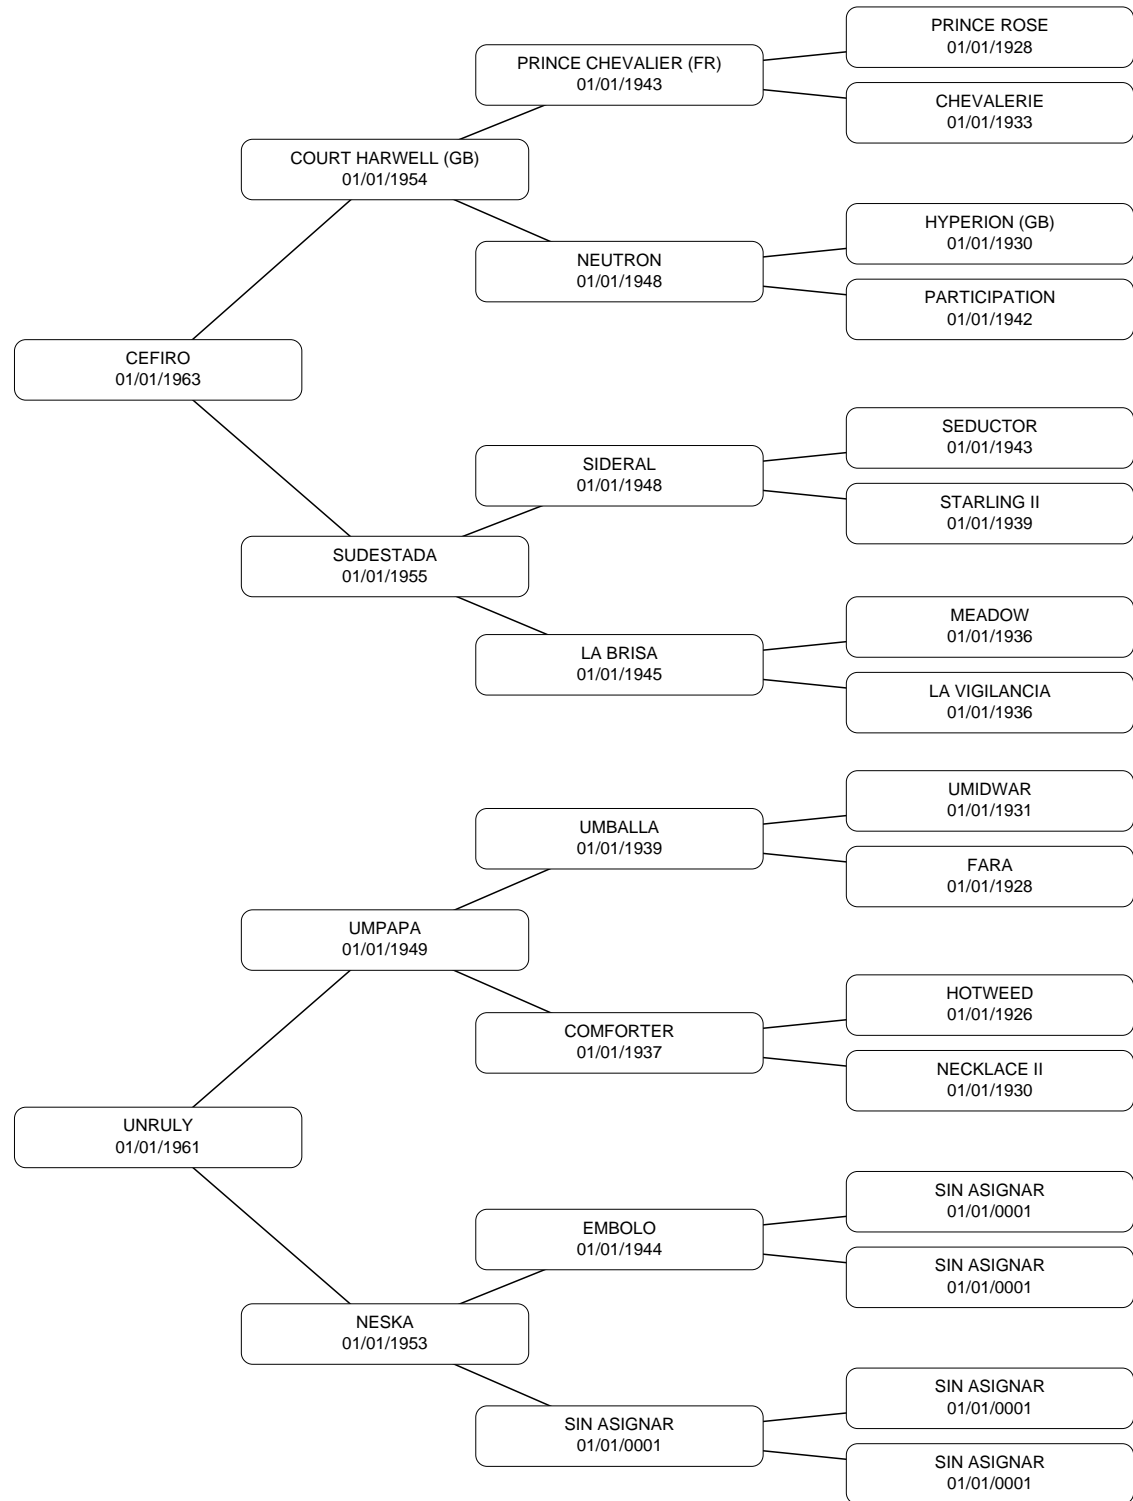 PRINCE ROSE
01/01/1928
PRINCE CHEVALIER (FR)
01/01/1943
CHEVALERIE
01/01/1933
COURT HARWELL (GB)
01/01/1954
HYPERION (GB)
01/01/1930
NEUTRON
01/01/1948
PARTICIPATION
01/01/1942
CEFIRO
01/01/1963
SEDUCTOR
01/01/1943
SIDERAL
01/01/1948
STARLING II
01/01/1939
SUDESTADA
01/01/1955
MEADOW
01/01/1936
LA BRISA
01/01/1945
LA VIGILANCIA
01/01/1936
UMIDWAR
01/01/1931
UMBALLA
01/01/1939
FARA
01/01/1928
UMPAPA
01/01/1949
HOTWEED
01/01/1926
COMFORTER
01/01/1937
NECKLACE II
01/01/1930
UNRULY
01/01/1961
SIN ASIGNAR
01/01/0001
EMBOLO
01/01/1944
SIN ASIGNAR
01/01/0001
NESKA
01/01/1953
SIN ASIGNAR
01/01/0001
SIN ASIGNAR
01/01/0001
SIN ASIGNAR
01/01/0001